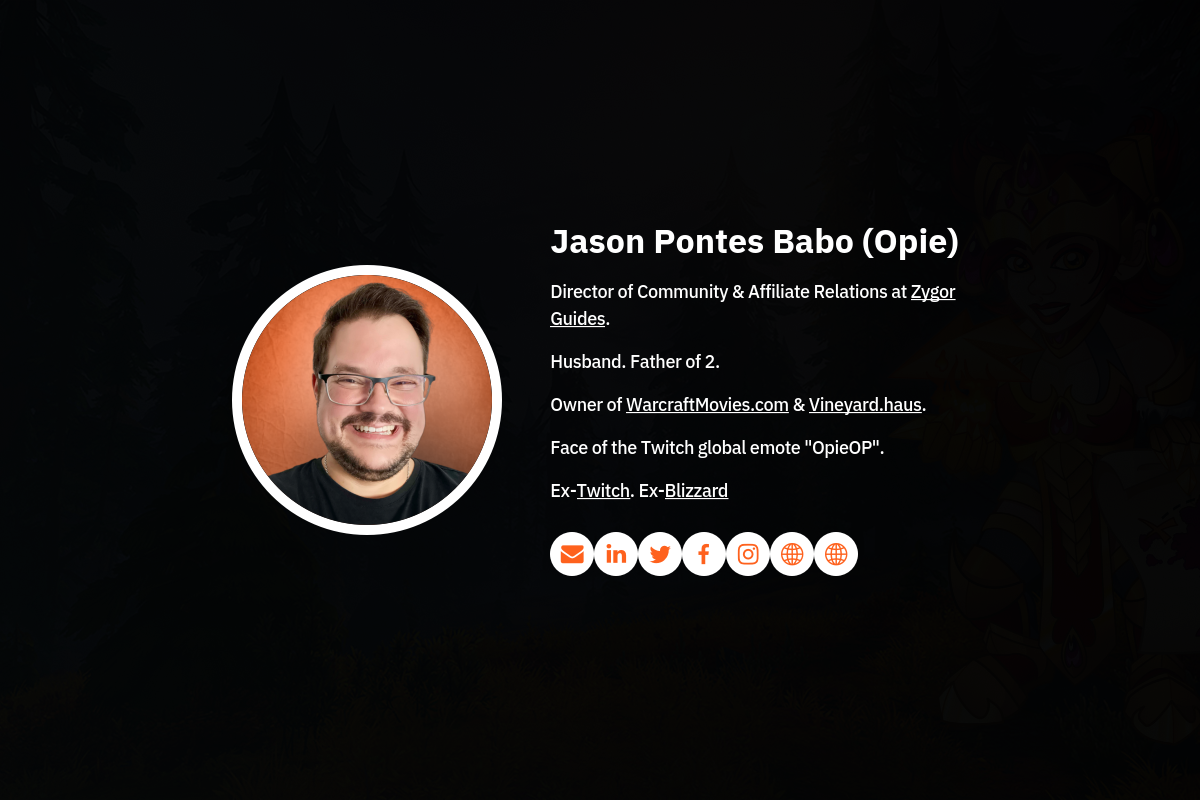 Jason Pontes Babo (Opie)
Director of Community & Affiliate Relations at Zygor
Guides.
Husband. Father of 2.
Owner of WarcraftMovies.com & Vineyard.haus.
Face of the Twitch global emote "OpieOP".
Ex-Twitch. Ex-Blizzard